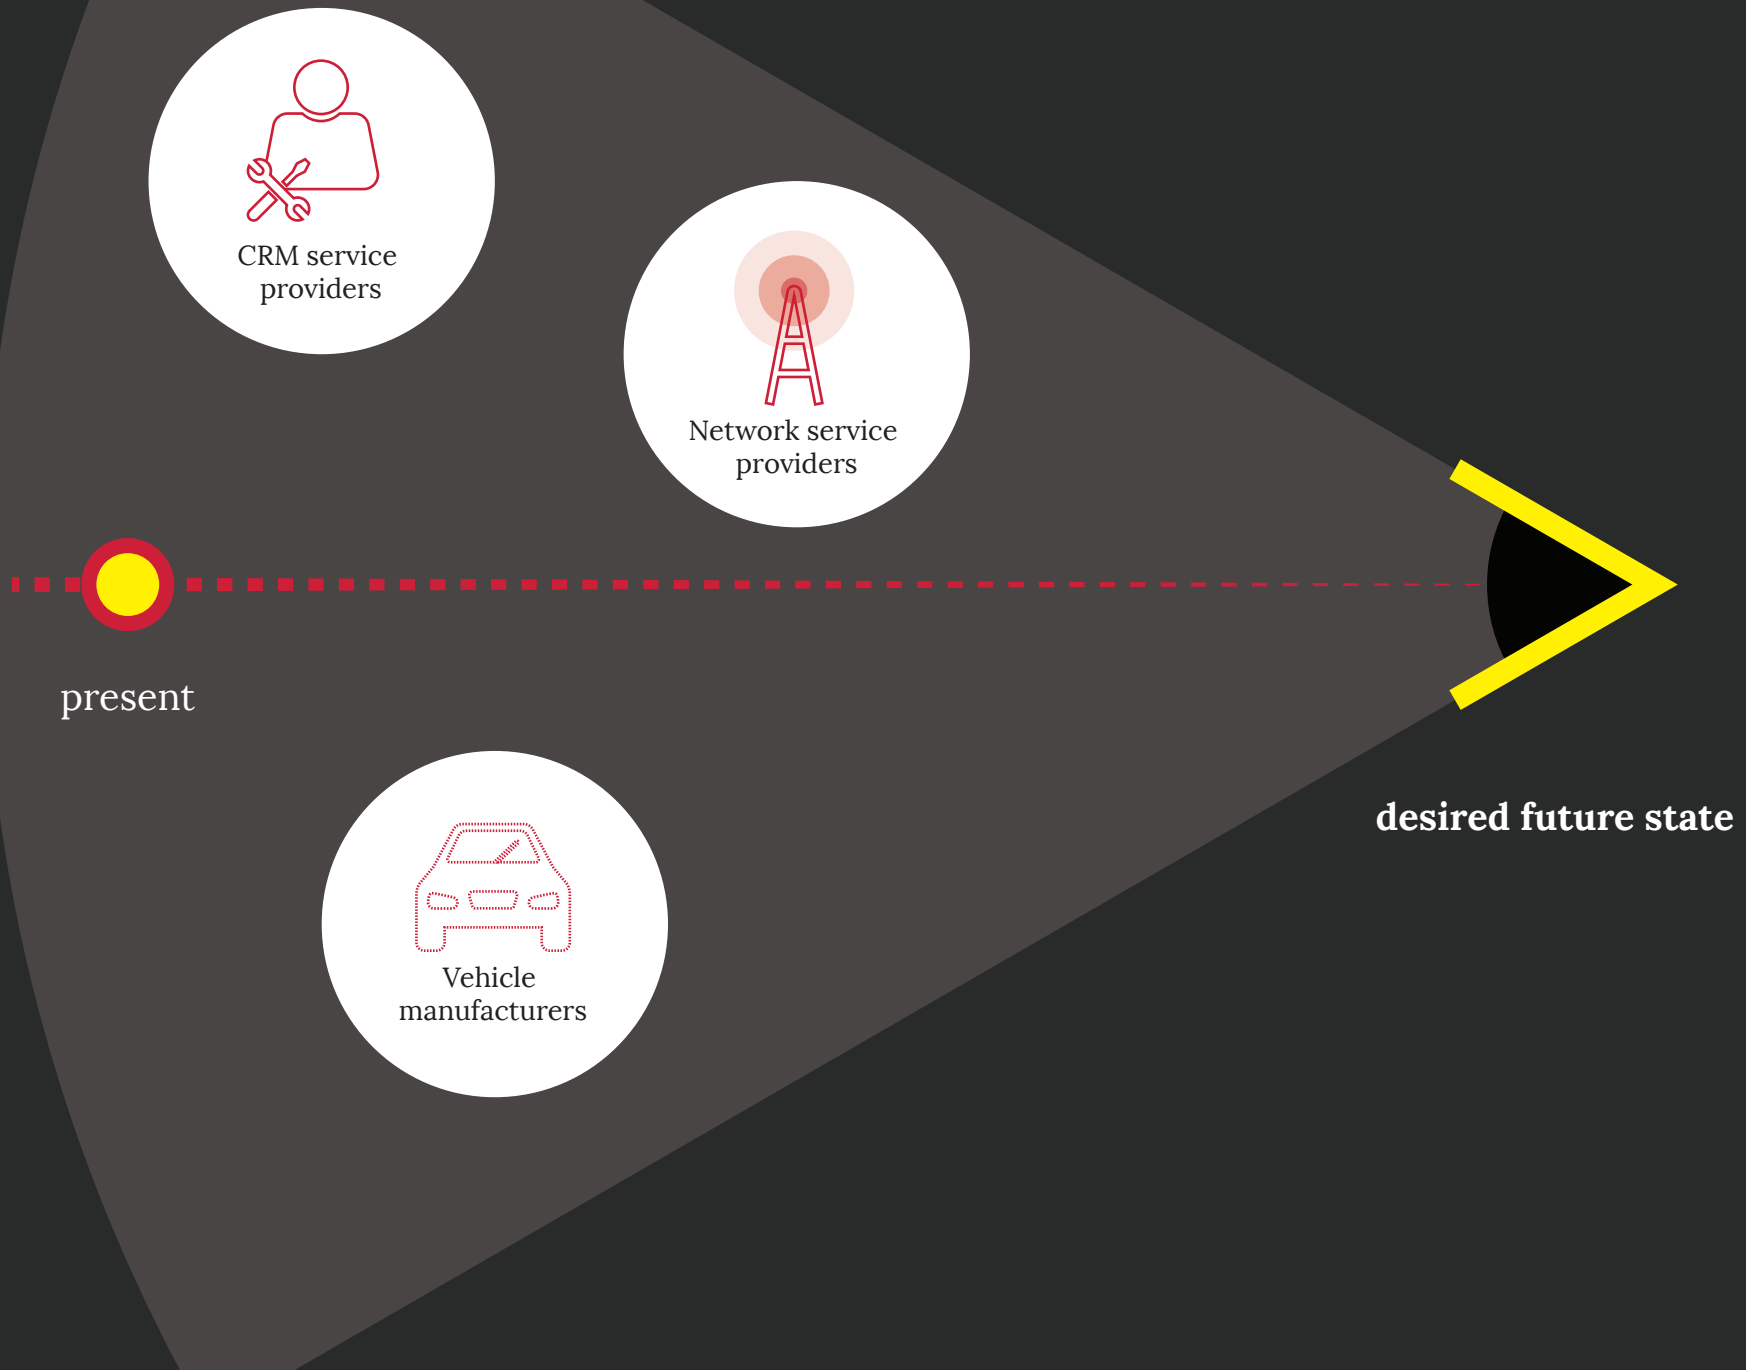 CRM service
providers
Network service
providers
present
Vehicle
manufacturers
desired future state